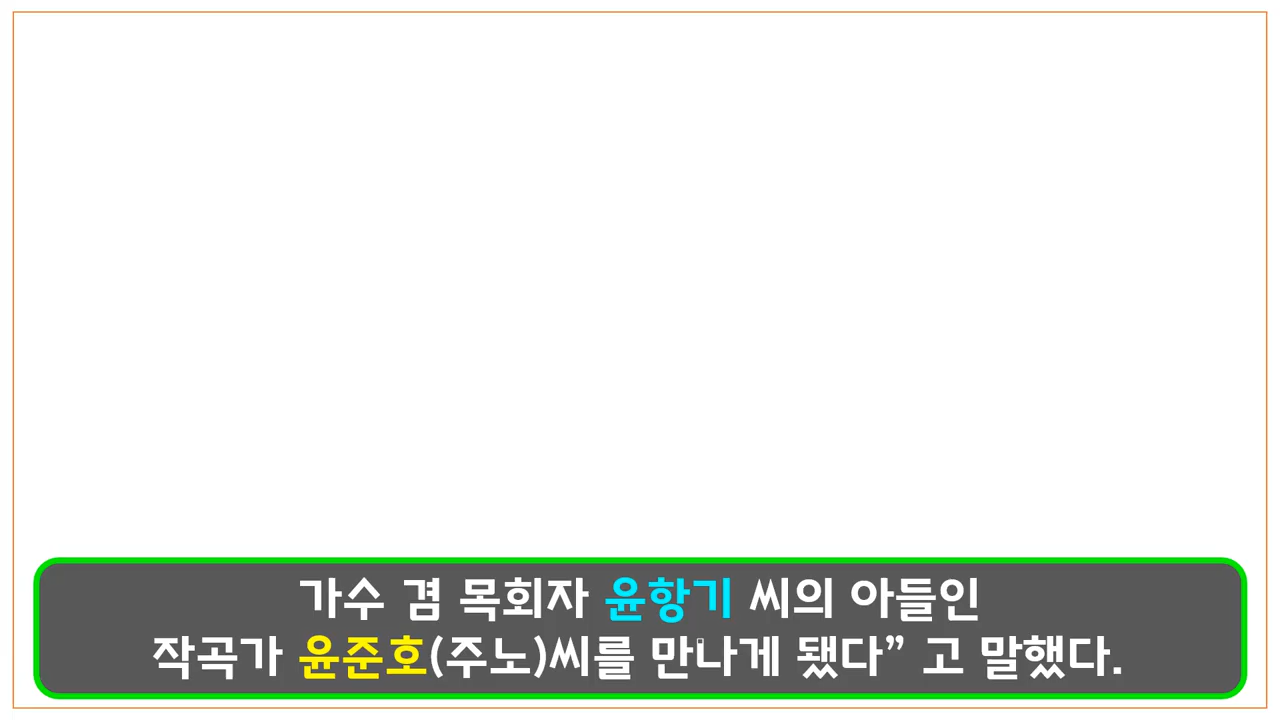 가수 겸 목회자 윤항기 씨의 아들인
작곡가 윤준호(주노)씨를 만나게 됐다” 고 말했다.